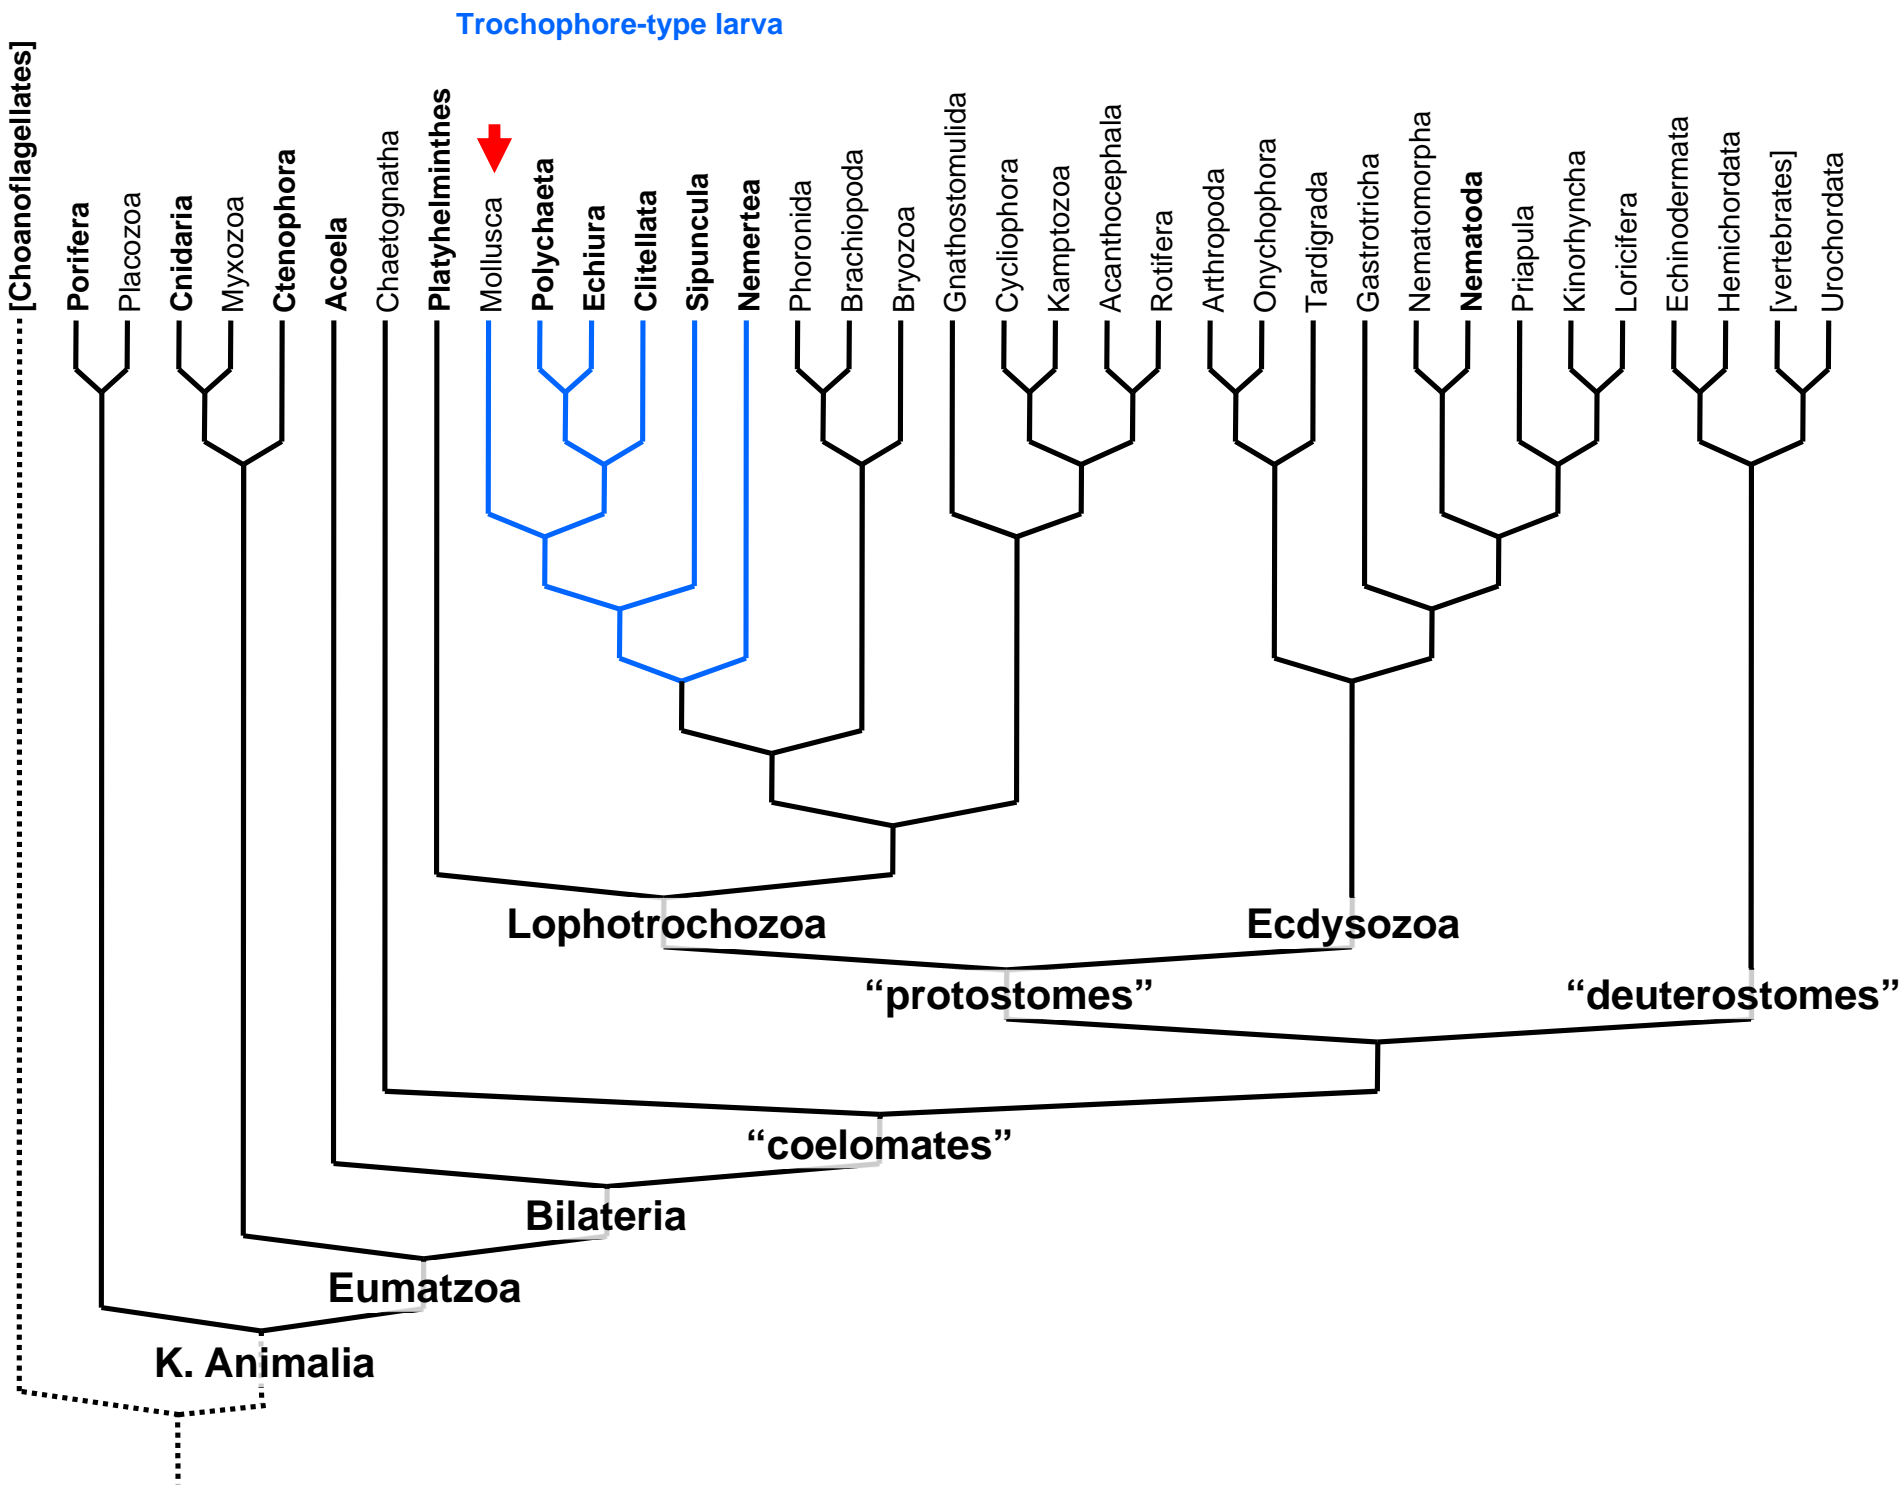 Trochophore-type larva
[Choanoflagellates]
Porifera
Placozoa
Cnidaria
Myxozoa
Ctenophora
Acoela
Chaetognatha
Platyhelminthes
Mollusca
Polychaeta
Echiura
Clitellata
Sipuncula
Nemertea
Phoronida
Brachiopoda
Bryozoa
Gnathostomulida
Cycliophora
Kamptozoa
Acanthocephala
Rotifera
Arthropoda
Onychophora
Tardigrada
Gastrotricha
Nematomorpha
Nematoda
Priapula
Kinorhyncha
Loricifera
Echinodermata
Hemichordata
[vertebrates]
Urochordata
Lophotrochozoa
Ecdysozoa
“protostomes”
“deuterostomes”
“coelomates”
Bilateria
Eumatzoa
K. Animalia